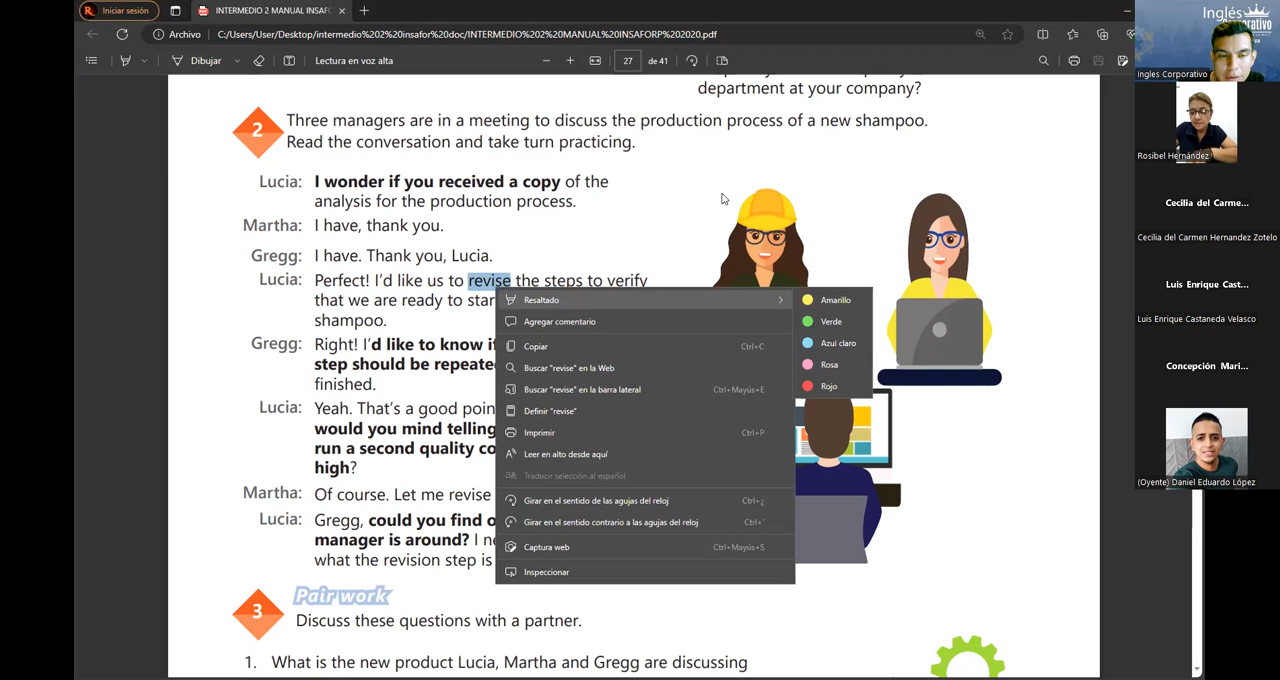 Iniciar sesión
INTERMEDIO 2 MANUAL INSAFO
Archivo C:/Users/User/Desktop/intermedio%202%20insafor%20doc/INTERMEDIO%202%20MANUAL%20INSAFORP%202020.pdf
Dibujar
Lectura en voz alta
27 de 41
department at your company?
2
Three managers are in a meeting to discuss the production process of a new shampoo.
Read the conversation and take turn practicing.
Lucia: I wonder if you received a copy of the
analysis for the production process.
Martha: I have, thank you.
Gregg: I have. Thank you, Lucia.
Lucia: Perfect! I'd like us to revise the steps to verify
that we are ready to star
shampoo.
Gregg: Right! I'd like to know if
step should be repeate
finished.
Lucia: Yeah. That's a good poin
would you mind telling
run a second quality co
high?
Martha: Of course. Let me revise
Lucia: Gregg, could you find o
manager is around? I ne
what the revision step is
Resaltado
Agregar comentario
Copiar Ctrl+C
Buscar "revise" en la Web
Buscar "revise" en la barra lateral Ctrl+Mayús+E
Definir "revise"
Imprimir Ctrl+P
Leer en alto desde aquí
Traducir selección al español
Girar en el sentido de las agujas del reloj Ctrl+¿
Girar en el sentido contrario a las agujas del reloj Ctrl+'
Captura web Ctrl+Mayús+S
Inspeccionar
Amarillo
Verde
Azul claro
Rosa
Rojo
3
Pair work
Discuss these questions with a partner.
1. What is the new product Lucia, Martha and Gregg are discussing
Inglés
Corporativo
Ingles Corporativo
Rosibel Hernández
Cecilia del Carme...
Cecilia del Carmen Hernandez Zotelo
Luis Enrique Cast...
Luis Enrique Castaneda Velasco
Concepción Mari...
(Oyente) Daniel Eduardo López